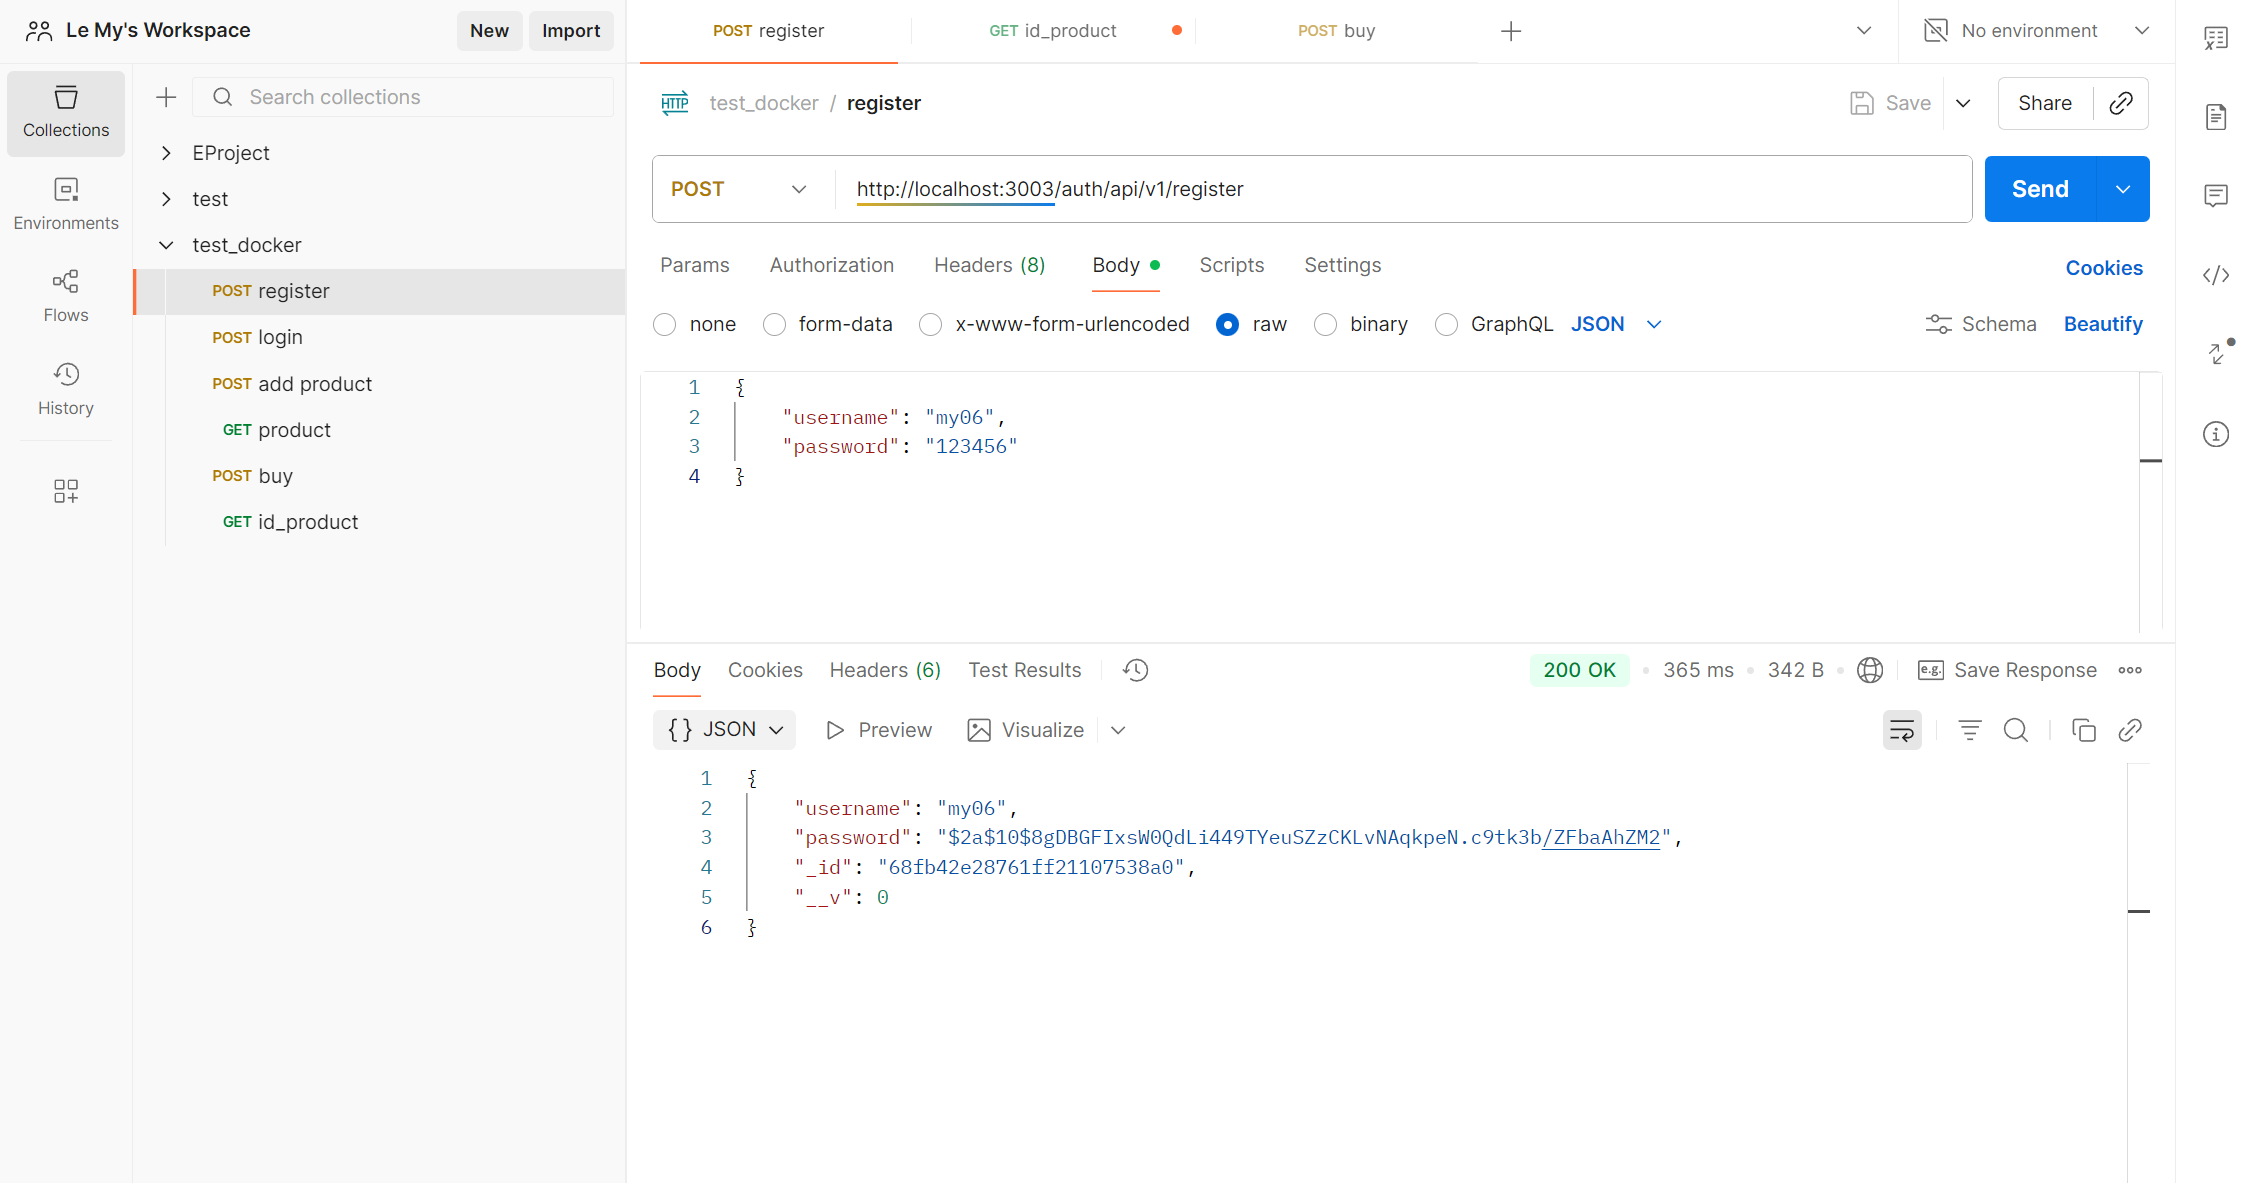 Le My's Workspace
New
Import
POST register
GET id_product
POST buy
No environment
Collections
Environments
Flows
History
Search collections
EProject
test
test_docker
POST register
POST login
POST add product
GET product
POST buy
GET id_product
HTTP
test_docker / register
Save
Share
POST
http://localhost:3003/auth/api/v1/register
Send
Params
Authorization
Headers (8)
Body
Scripts
Settings
Cookies
none
form-data
x-www-form-urlencoded
raw
binary
GraphQL
JSON
Schema
Beautify
1 {
2 "username": "my06",
3 "password": "123456"
4 }
Body
Cookies
Headers (6)
Test Results
200 OK
365 ms
342 B
e.g.
Save Response
{} JSON
Preview
Visualize
1 {
2 "username": "my06",
3 "password": "$2a$10$8gDBGFIxsW0QdLi449TYeuSZzCKLvNAqkpeN.c9tk3b/ZFbaAhZM2",
4 "_id": "68fb42e28761ff21107538a0",
5 "__v": 0
6 }